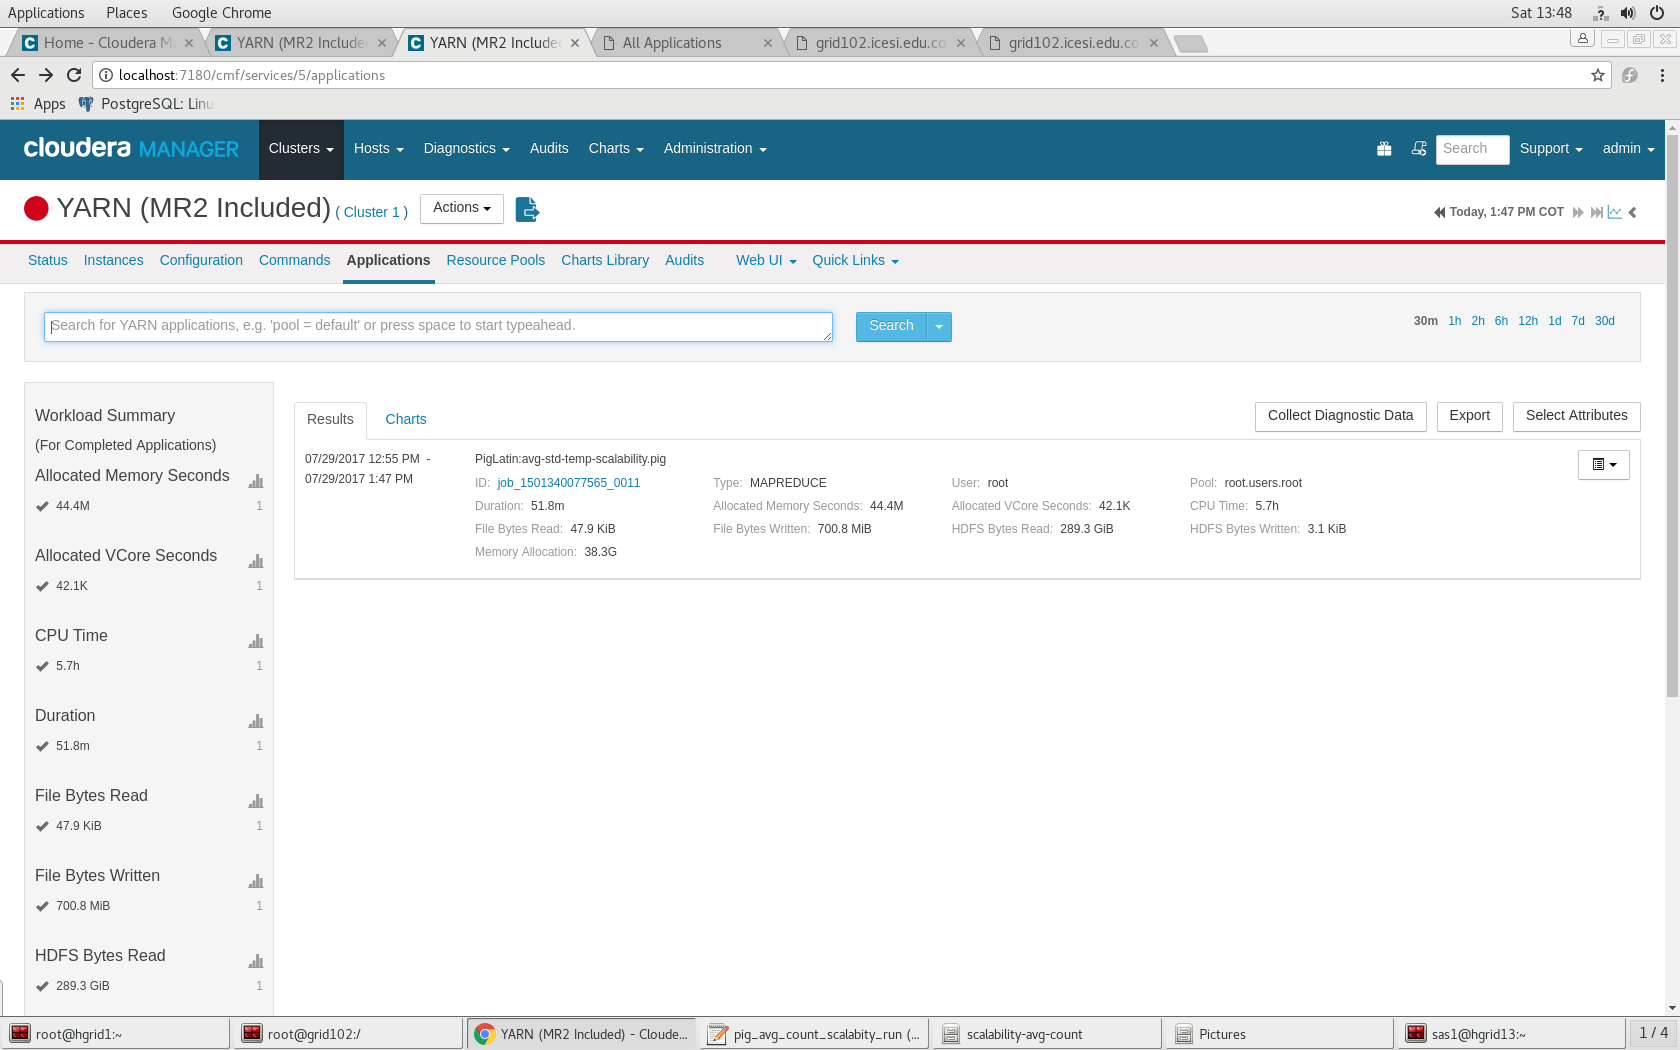 Applications Places Google Chrome Sat 13:48
Home - Cloudera M YARN (MR2 Include YARN (MR2 Include All Applications grid102.icesi.edu.co grid102.icesi.edu.co
localhost:7180/cmf/services/5/applications
Apps PostgreSQL: Linu
cloudera MANAGER Clusters Hosts Diagnostics Audits Charts Administration Search Support admin
YARN (MR2 Included) ( Cluster 1 ) Actions Today, 1:47 PM COT
Status Instances Configuration Commands Applications Resource Pools Charts Library Audits Web UI Quick Links
Search for YARN applications, e.g. 'pool = default' or press space to start typeahead. Search 30m 1h 2h 6h 12h 1d 7d 30d
Workload Summary
(For Completed Applications)
Allocated Memory Seconds
44.4M 1
Allocated VCore Seconds
42.1K 1
CPU Time
5.7h 1
Duration
51.8m 1
File Bytes Read
47.9 KiB 1
File Bytes Written
700.8 MiB 1
HDFS Bytes Read
289.3 GiB 1
Results Charts Collect Diagnostic Data Export Select Attributes
07/29/2017 12:55 PM -
07/29/2017 1:47 PM
PigLatin:avg-std-temp-scalability.pig
ID: job_1501340077565_0011 Type: MAPREDUCE User: root Pool: root.users.root
Duration: 51.8m Allocated Memory Seconds: 44.4M Allocated VCore Seconds: 42.1K CPU Time: 5.7h
File Bytes Read: 47.9 KiB File Bytes Written: 700.8 MiB HDFS Bytes Read: 289.3 GiB HDFS Bytes Written: 3.1 KiB
Memory Allocation: 38.3G
root@hgrid1:~ root@grid102:/ YARN (MR2 Included) - Cloude... pig_avg_count_scalabity_run (... scalability-avg-count Pictures sas1@hgrid13:~ 1 / 4